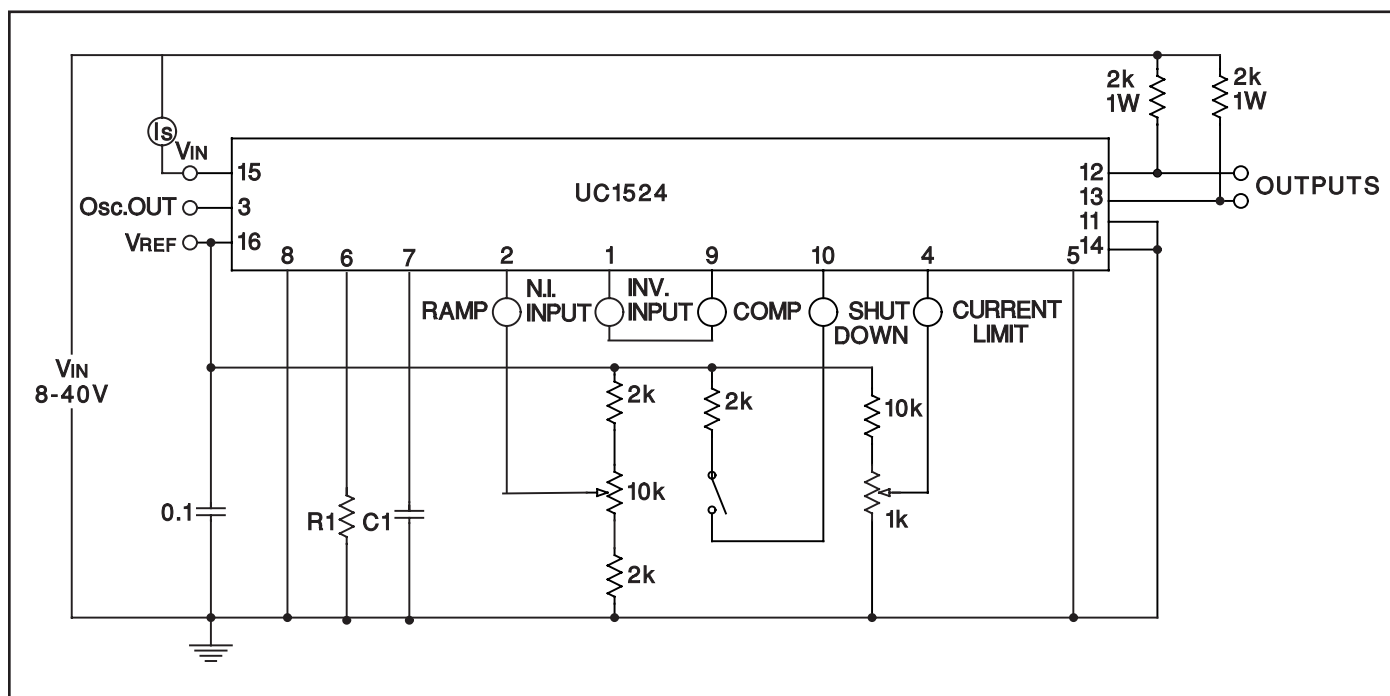 2k
1W
2k
1W
Is
VIN
15
UC1524
12
OUTPUTS
Osc.OUT
3
13
11
VREF
16
14
8
6
7
2
1
9
10
4
5
RAMP
N.I.
INPUT
INV.
INPUT
COMP
SHUT
DOWN
CURRENT
LIMIT
VIN
8-40V
2k
2k
10k
10k
0.1
R1
C1
1k
2k